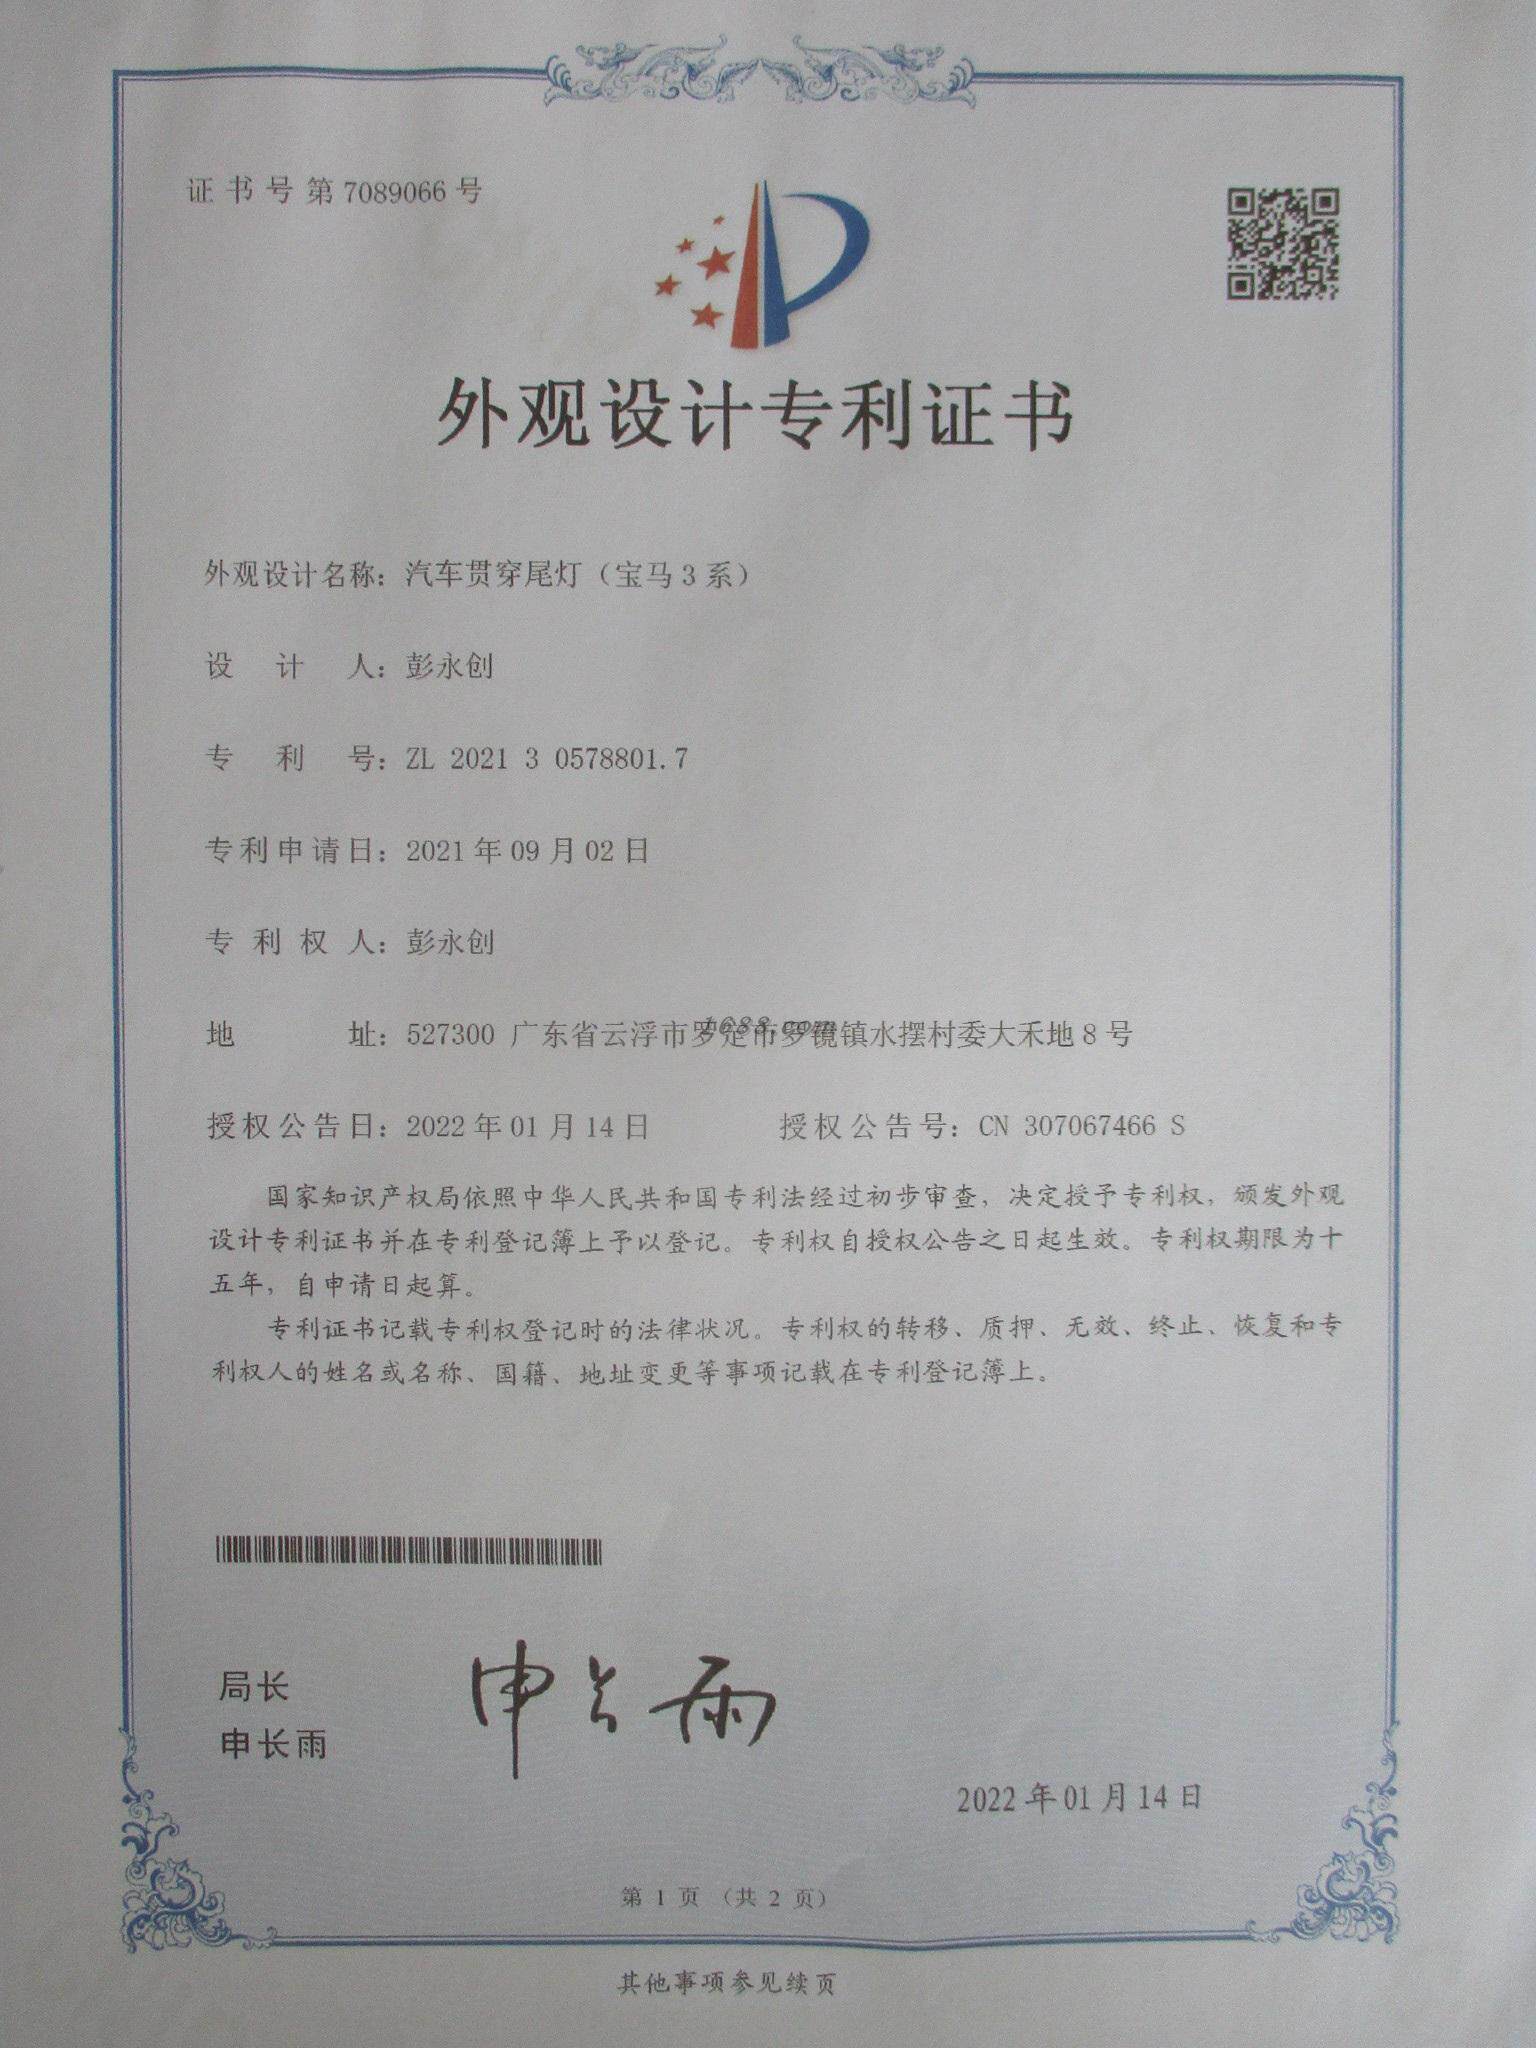 证书号第7089066号
外观设计专利证书
外观设计名称：汽车贯穿尾灯（宝马3系）
设计人：彭永创
专利号：ZL 2021 3 0578801.7
专利申请日：2021年09月02日
专利权人：彭永创
地址：527300 广东省云浮市罗定市罗镜镇水摆村委大禾地8号
1688.com
授权公告日：2022年01月14日 授权公告号：CN 307067466 S
国家知识产权局依照中华人民共和国专利法经过初步审查，决定授予专利权，颁发外观
设计专利证书并在专利登记簿上予以登记。专利权自授权公告之日起生效。专利权期限为十
五年，自申请日起算。
专利证书记载专利权登记时的法律状况。专利权的转移、质押、无效、终止、恢复和专
利权人的姓名或名称、国籍、地址变更等事项记载在专利登记簿上。
局长
申长雨
申长雨
2022年01月14日
第 1 页 （共 2 页）
其他事项参见续页